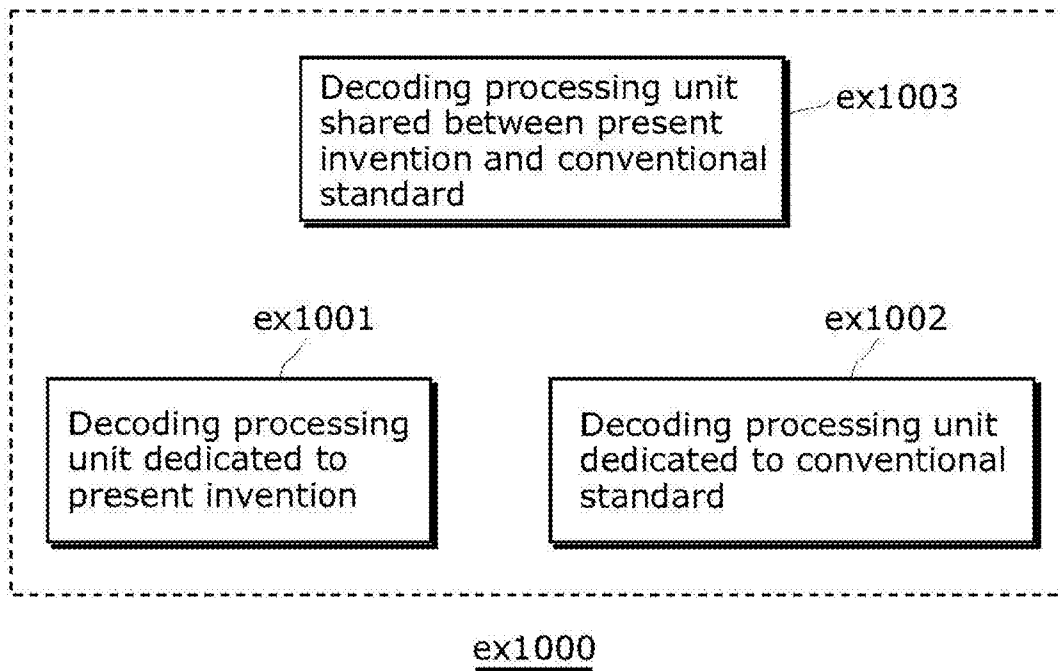 Decoding processing unit
shared between present
invention and conventional
standard
ex1003
ex1001
ex1002
Decoding processing
unit dedicated to
present invention
Decoding processing unit
dedicated to conventional
standard
ex1000